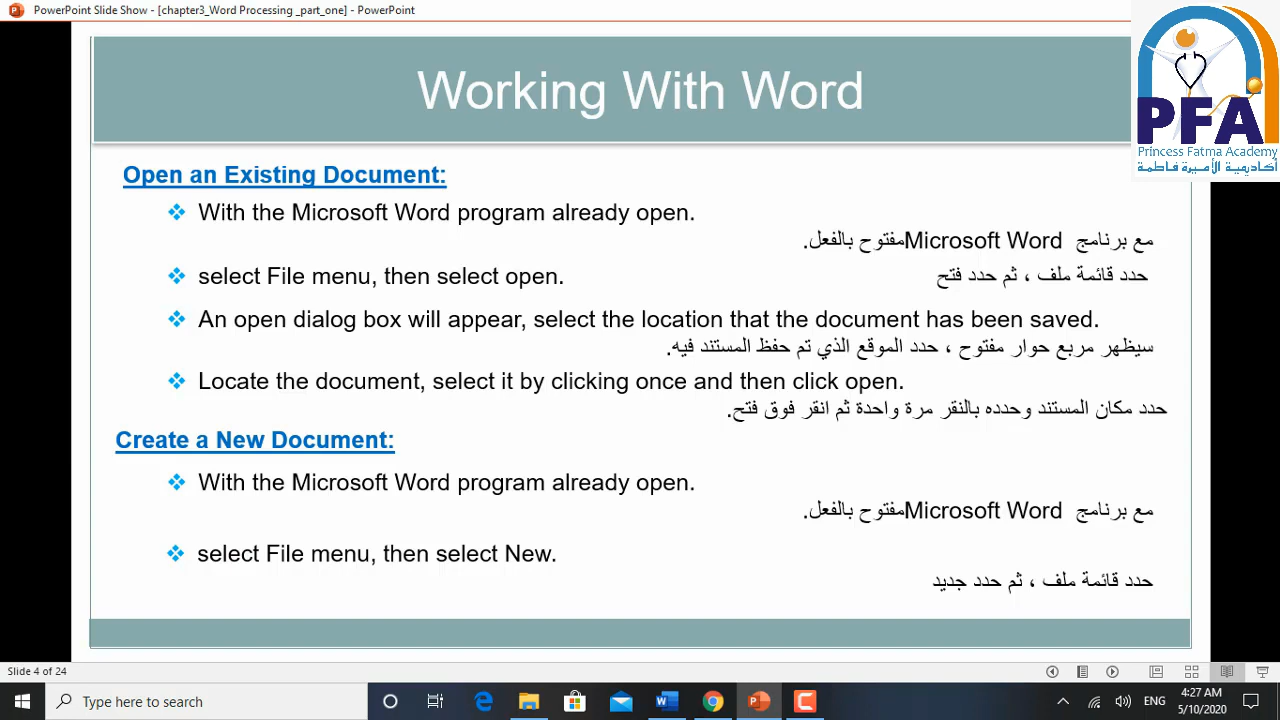 PowerPoint Slide Show - [chapter3_Word Processing _part_one] - PowerPoint
Working With Word
PFA
Princess Fatma Academy
أكاديمية الأميرة فاطمة
Open an Existing Document:
❖ With the Microsoft Word program already open.
مع برنامج Microsoft Word مفتوح بالفعل.
❖ select File menu, then select open.
حدد قائمة ملف ، ثم حدد فتح
❖ An open dialog box will appear, select the location that the document has been saved.
سيظهر مربع حوار مفتوح ، حدد الموقع الذي تم حفظ المستند فيه.
❖ Locate the document, select it by clicking once and then click open.
حدد مكان المستند وحدده بالنقر مرة واحدة ثم انقر فوق فتح.
Create a New Document:
❖ With the Microsoft Word program already open.
مع برنامج Microsoft Word مفتوح بالفعل.
❖ select File menu, then select New.
حدد قائمة ملف ، ثم حدد جديد
Slide 4 of 24
Type here to search
ENG
4:27 AM
5/10/2020